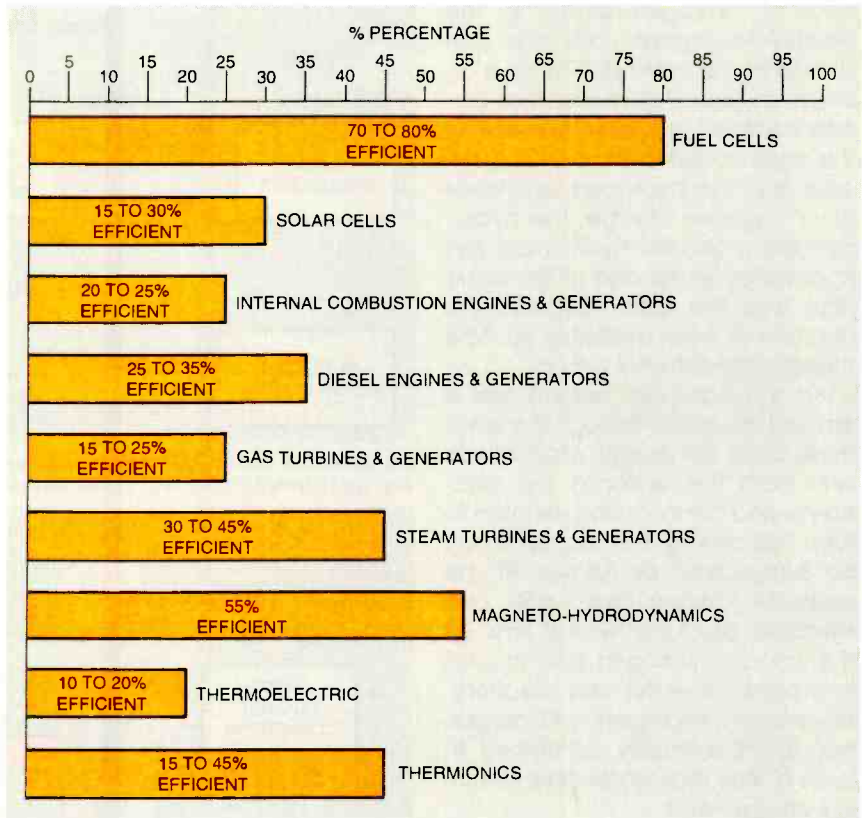 % PERCENTAGE
5 15 25 35 45 55 65 75 85 95
0 10 20 30 40 50 60 70 80 90 100
70 TO 80%
EFFICIENT
FUEL CELLS
15 TO 30%
EFFICIENT
SOLAR CELLS
20 TO 25%
EFFICIENT
INTERNAL COMBUSTION ENGINES & GENERATORS
25 TO 35%
EFFICIENT
DIESEL ENGINES & GENERATORS
15 TO 25%
EFFICIENT
GAS TURBINES & GENERATORS
30 TO 45%
EFFICIENT
STEAM TURBINES & GENERATORS
55%
EFFICIENT
MAGNETO-HYDRODYNAMICS
10 TO 20%
EFFICIENT
THERMOELECTRIC
15 TO 45%
EFFICIENT
THERMIONICS